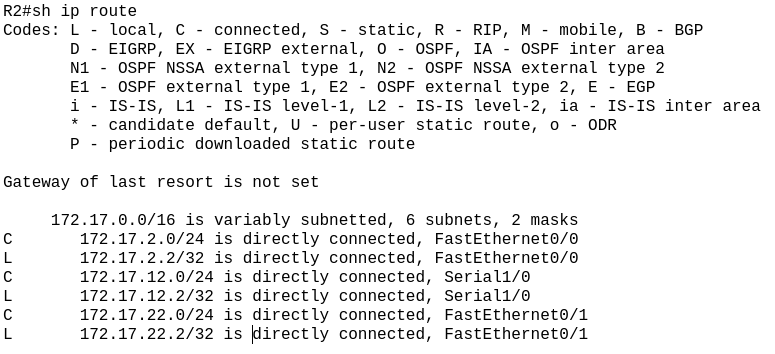 R2#sh ip route
Codes: L - local, C - connected, S - static, R - RIP, M - mobile, B - BGP
       D - EIGRP, EX - EIGRP external, O - OSPF, IA - OSPF inter area
       N1 - OSPF NSSA external type 1, N2 - OSPF NSSA external type 2
       E1 - OSPF external type 1, E2 - OSPF external type 2, E - EGP
       i - IS-IS, L1 - IS-IS level-1, L2 - IS-IS level-2, ia - IS-IS inter area
       * - candidate default, U - per-user static route, o - ODR
       P - periodic downloaded static route

Gateway of last resort is not set

     172.17.0.0/16 is variably subnetted, 6 subnets, 2 masks
C       172.17.2.0/24 is directly connected, FastEthernet0/0
L       172.17.2.2/32 is directly connected, FastEthernet0/0
C       172.17.12.0/24 is directly connected, Serial1/0
L       172.17.12.2/32 is directly connected, Serial1/0
C       172.17.22.0/24 is directly connected, FastEthernet0/1
L       172.17.22.2/32 is directly connected, FastEthernet0/1